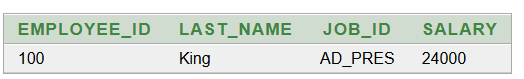 EMPLOYEE_ID LAST_NAME JOB_ID SALARY
100 King AD_PRES 24000